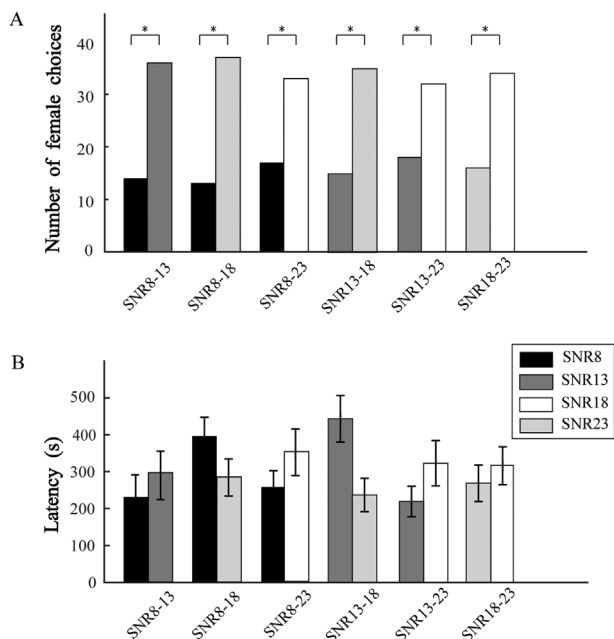 A
* * * * * *
Number of female choices
40
30
20
10
0
SNR8-13 SNR8-18 SNR8-23 SNR13-18 SNR13-23 SNR18-23
B
SNR8
SNR13
SNR18
SNR23
Latency (s)
500
400
300
200
100
0
SNR8-13 SNR8-18 SNR8-23 SNR13-18 SNR13-23 SNR18-23